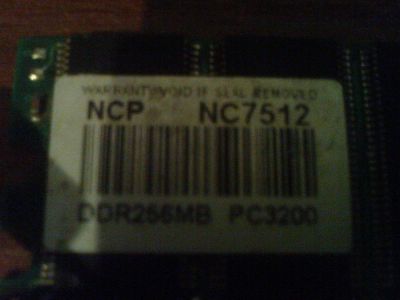 WARRANTY VOID IF SEAL REMOVED
NCP NC7512
DDR256MB PC3200